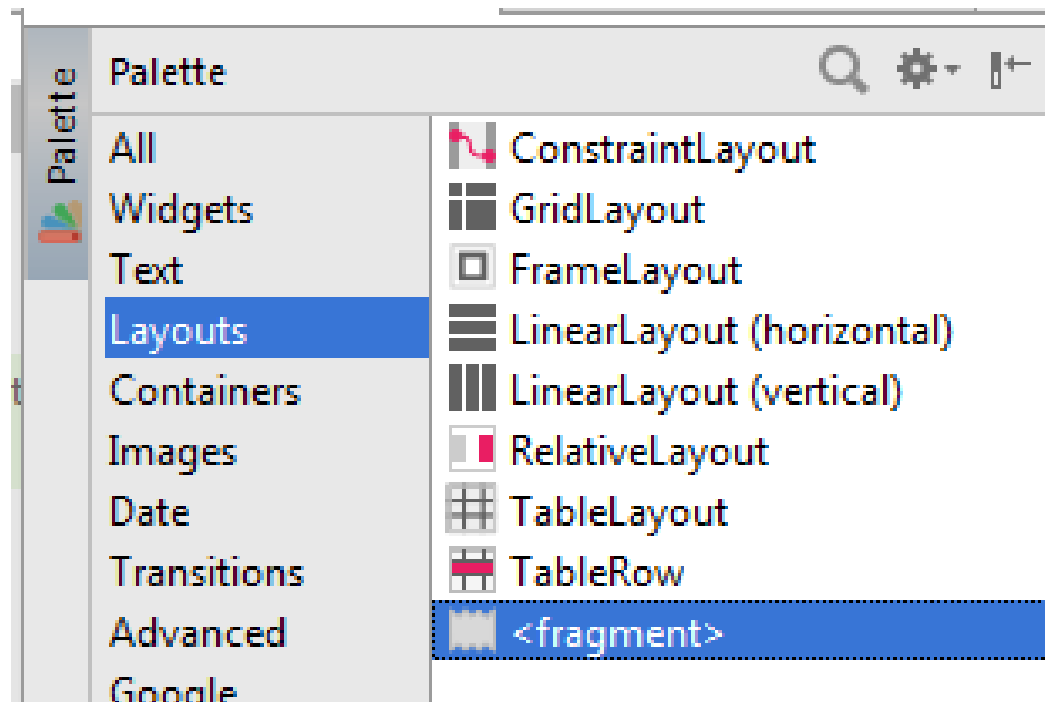 Palette
Palette
All
Widgets
Text
Layouts
Containers
Images
Date
Transitions
Advanced
Google
ConstraintLayout
GridLayout
FrameLayout
LinearLayout (horizontal)
LinearLayout (vertical)
RelativeLayout
TableLayout
TableRow
<fragment>